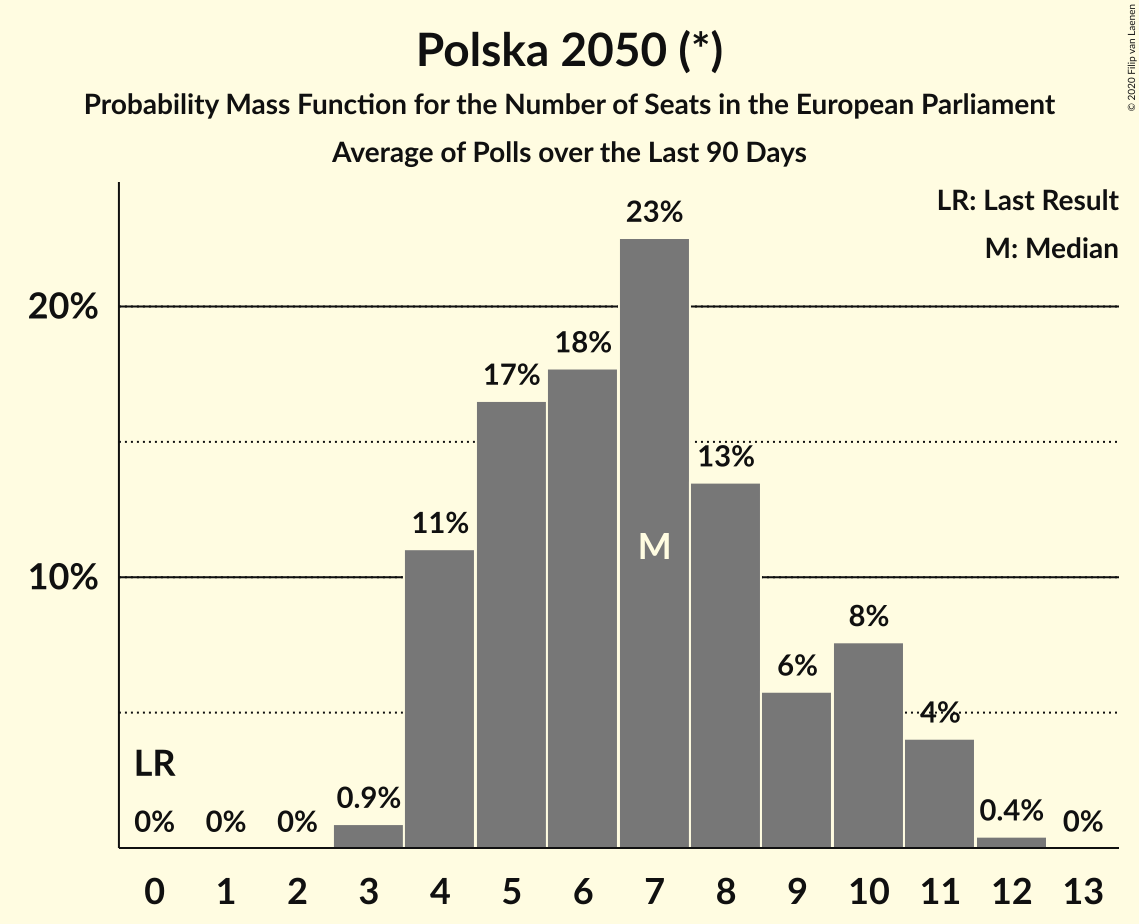 Polska 2050 (*)
Probability Mass Function for the Number of Seats in the European Parliament
Average of Polls over the Last 90 Days
© 2020 Filip van Laenen
LR: Last Result
M: Median
20%
10%
23%
18%
17%
13%
11%
M
8%
6%
4%
LR
0.9%
0.4%
0%
0%
0%
0%
0 1 2 3 4 5 6 7 8 9 10 11 12 13